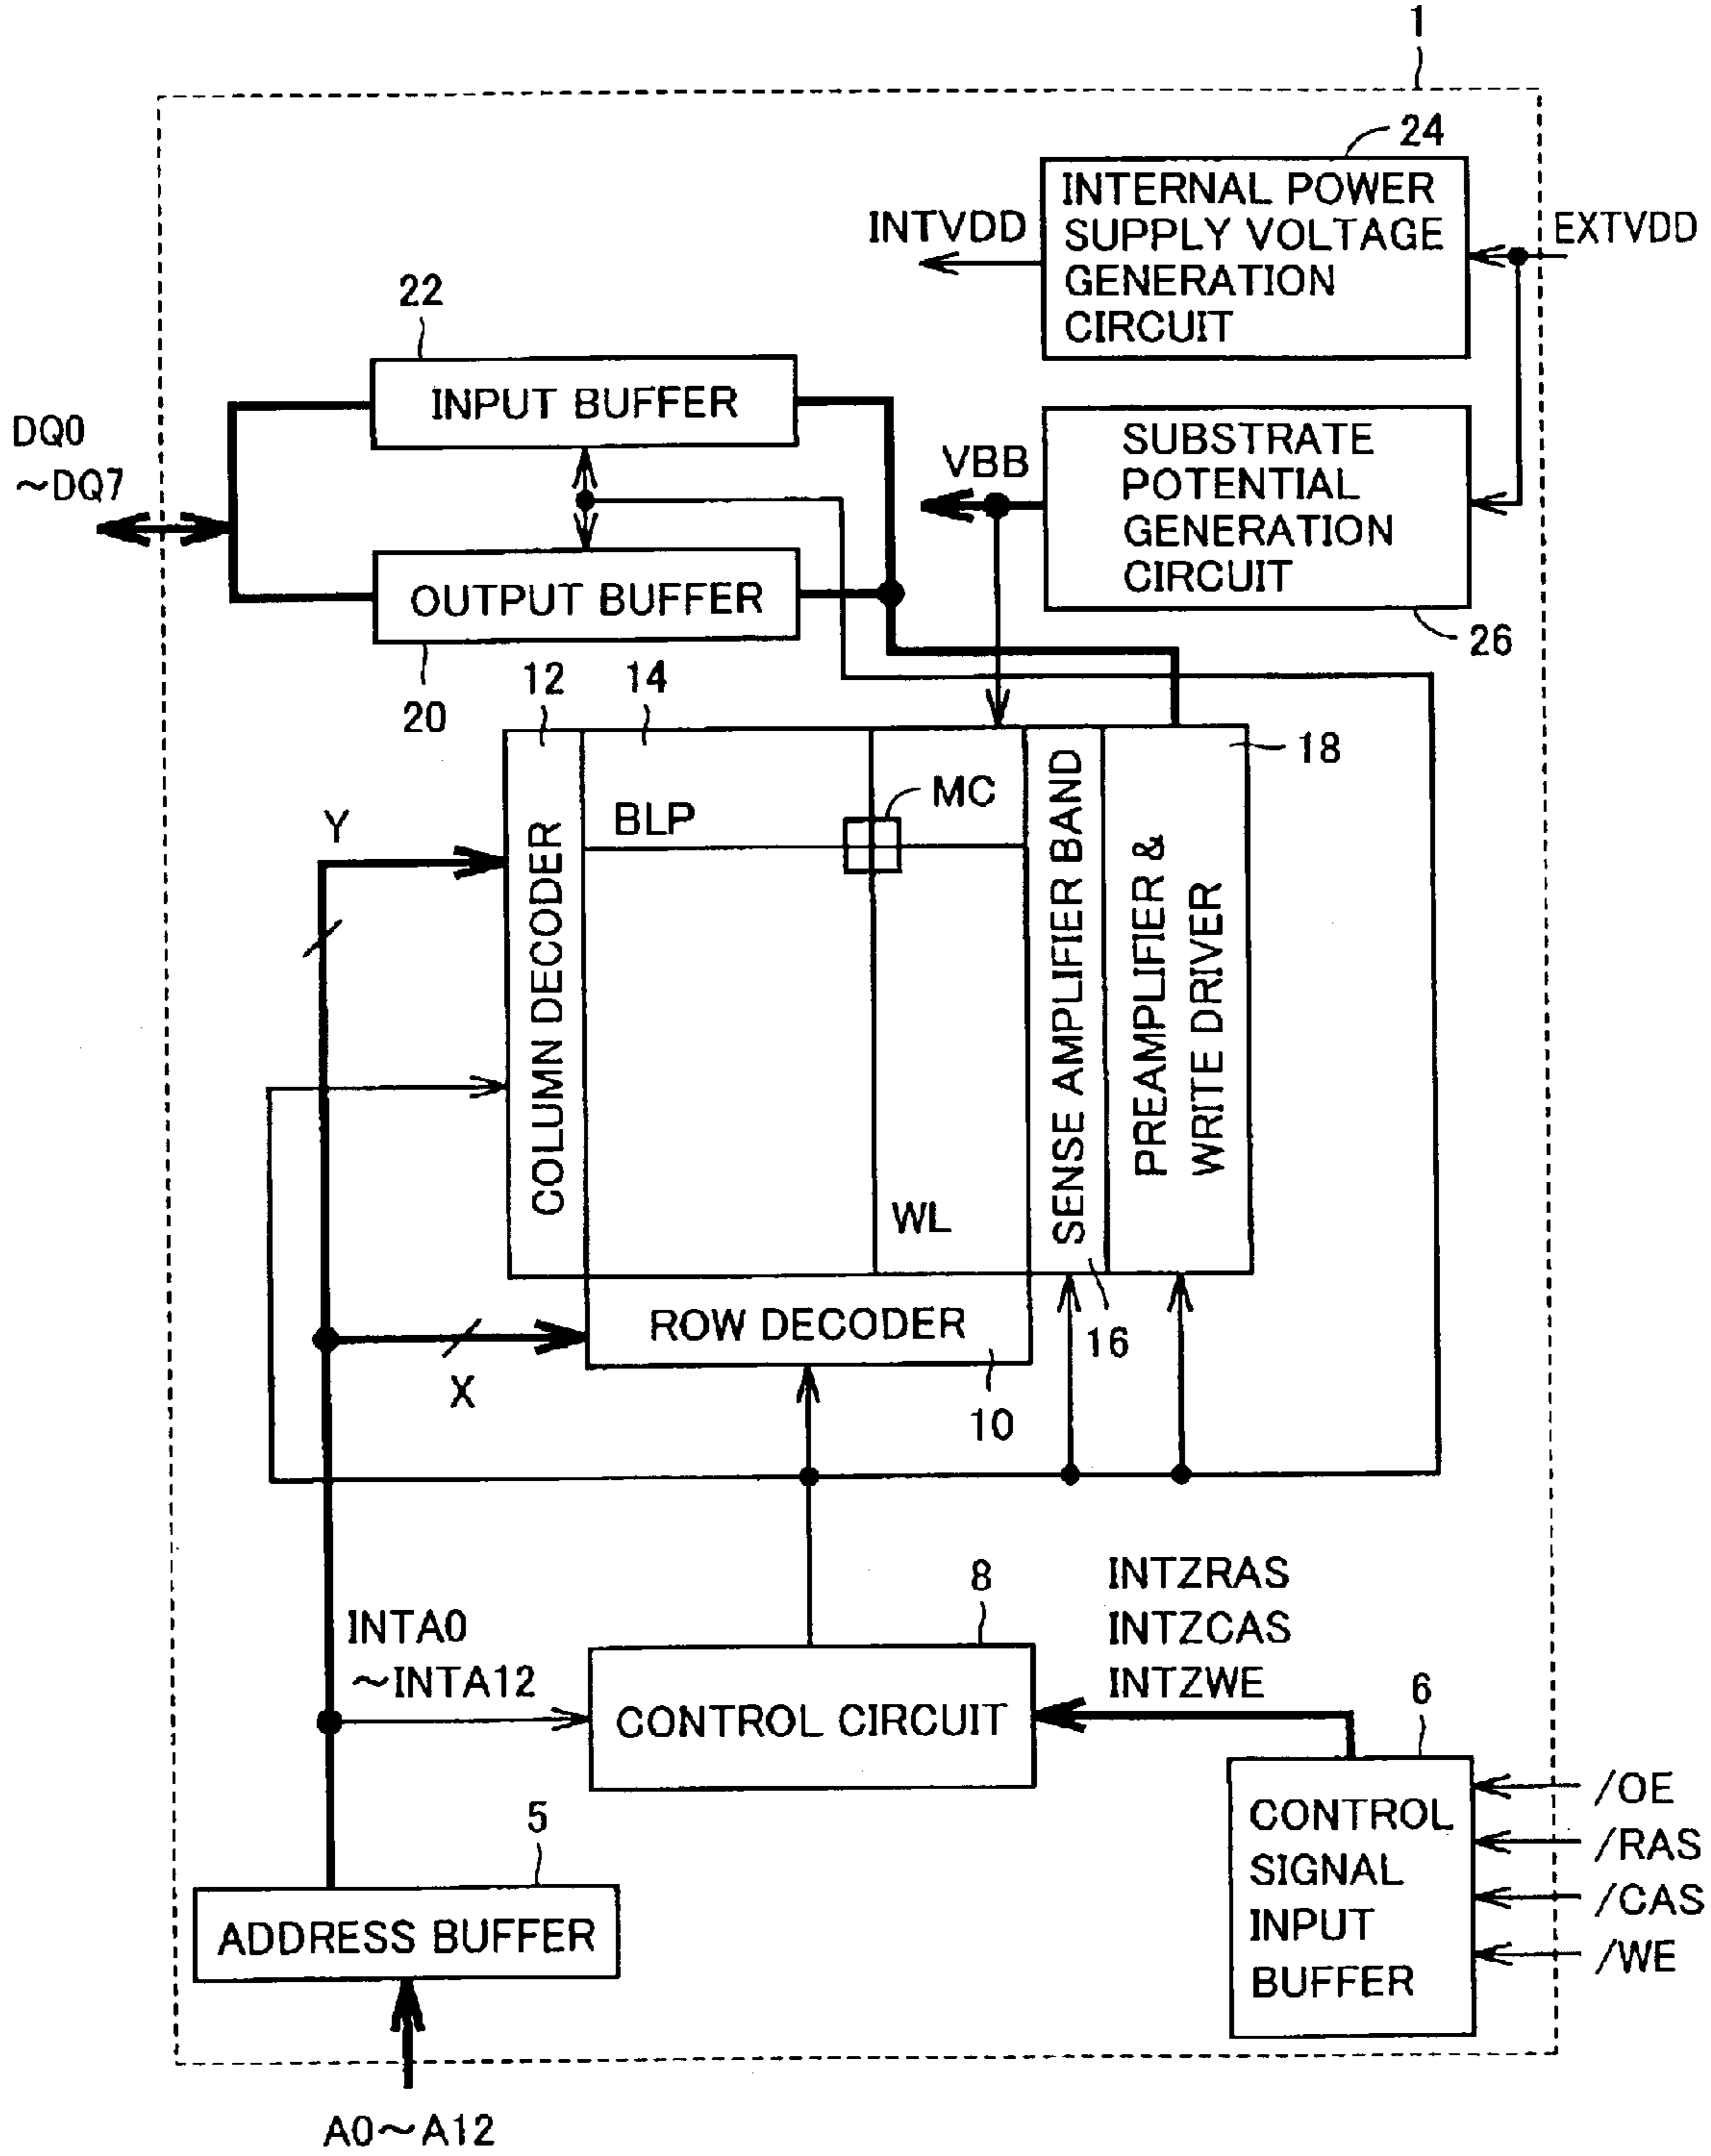 1
24
INTERNAL POWER
SUPPLY VOLTAGE
GENERATION
CIRCUIT
INTVDD
EXTVDD
22
INPUT BUFFER
DQ0
~DQ7
VBB
SUBSTRATE
POTENTIAL
GENERATION
CIRCUIT
26
OUTPUT BUFFER
20
12
14
18
MC
BLP
Y
COLUMN DECODER
SENSE AMPLIFIER BAND
PREAMPLIFIER &
WRITE DRIVER
WL
16
ROW DECODER
X
10
8
INTZRAS
INTZCAS
INTZWE
INTA0
~INTA12
CONTROL CIRCUIT
6
CONTROL
SIGNAL
INPUT
BUFFER
/OE
/RAS
/CAS
/WE
5
ADDRESS BUFFER
A0~A12